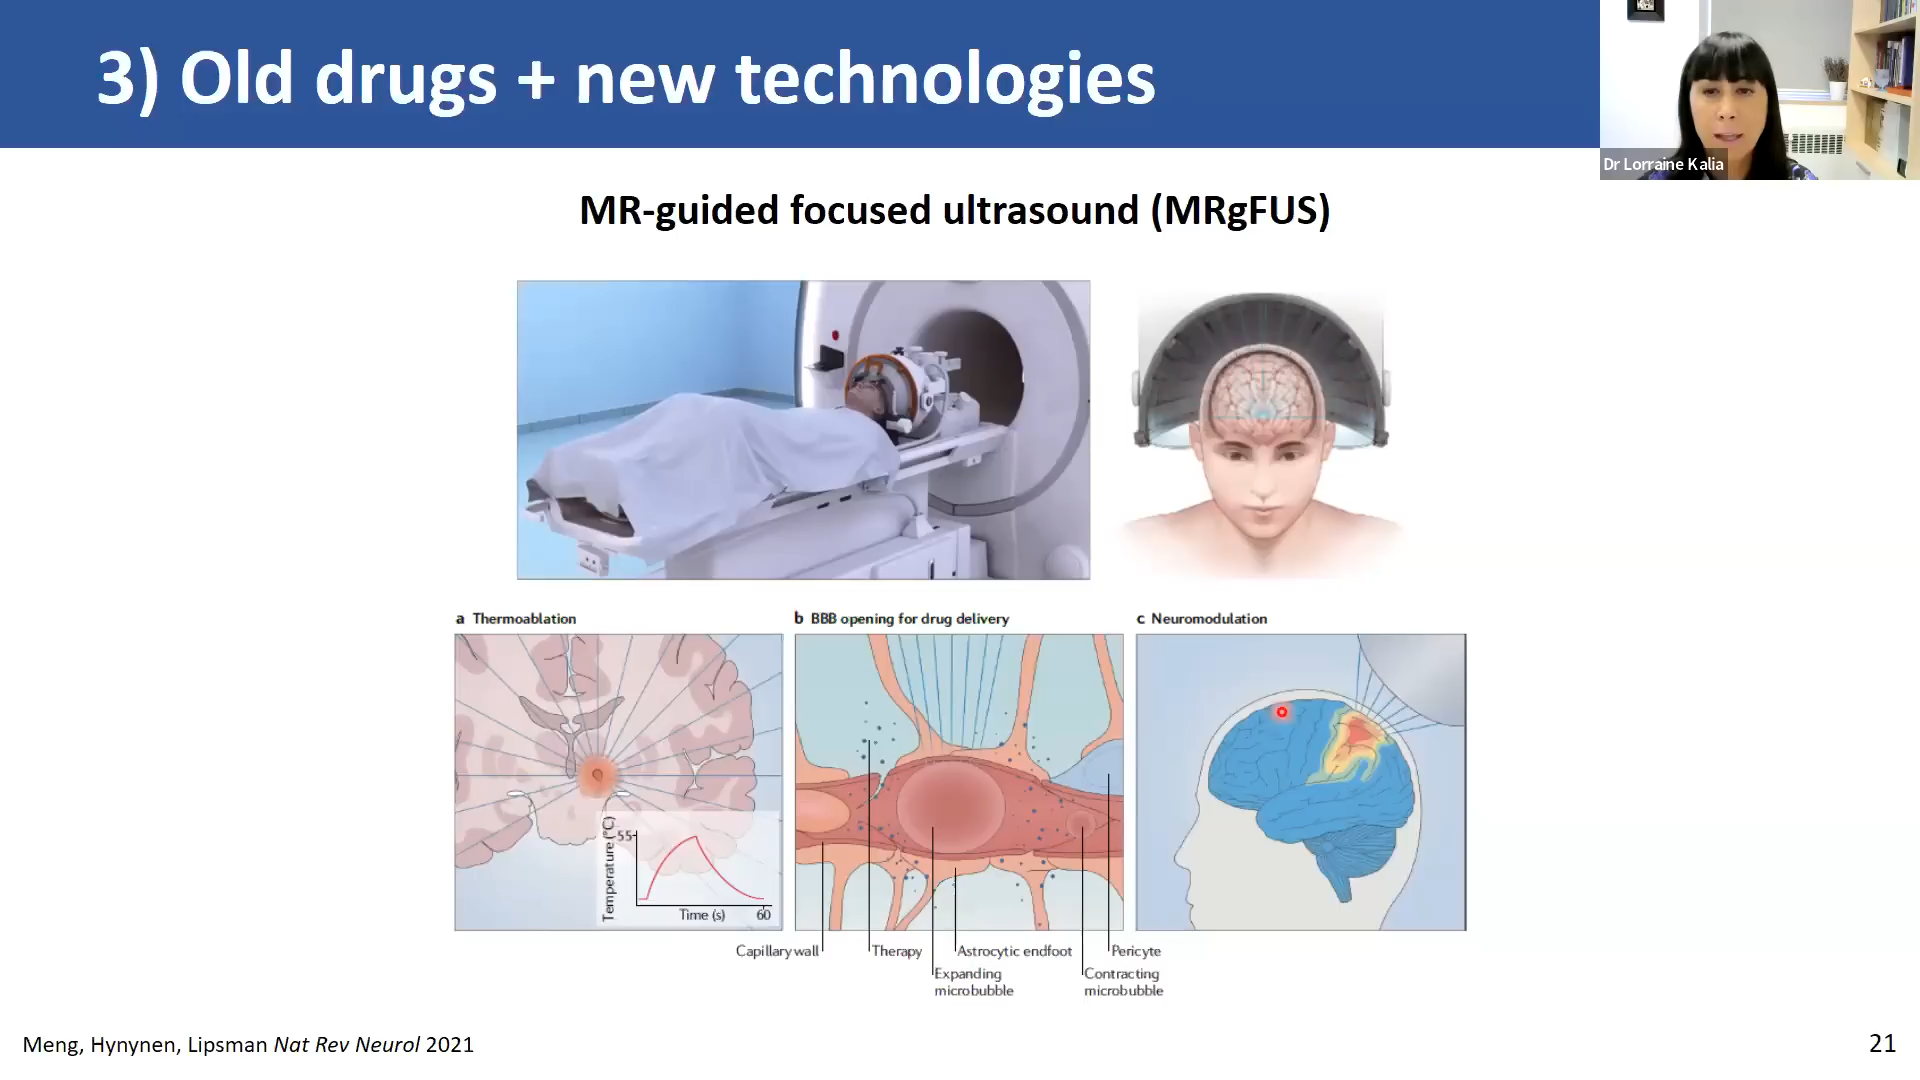 3) Old drugs + new technologies
Dr Lorraine Kalia
MR-guided focused ultrasound (MRgFUS)
a Thermoablation
b BBB opening for drug delivery
c Neuromodulation
Temperature (°C)
55
Time (s)
60
Capillary wall
Therapy
Astrocytic endfoot
Pericyte
Expanding
microbubble
Contracting
microbubble
Meng, Hynynen, Lipsman Nat Rev Neurol 2021
21